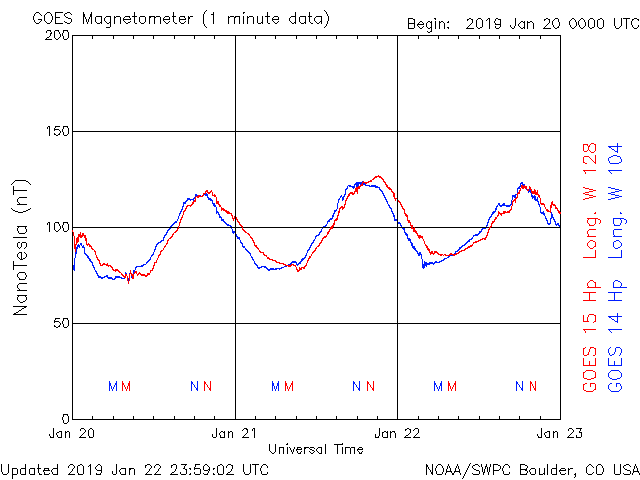 GOES Magnetometer (1 minute data)
Begin: 2019 Jan 20 0000 UTC
200
150
100
50
0
NanoTesla (nT)
M M N N M M N N M M N N
Jan 20 Jan 21 Jan 22 Jan 23
Universal Time
GOES 15 Hp Long. W 128
GOES 14 Hp Long. W 104
Updated 2019 Jan 22 23:59:02 UTC
NOAA/SWPC Boulder, CO USA